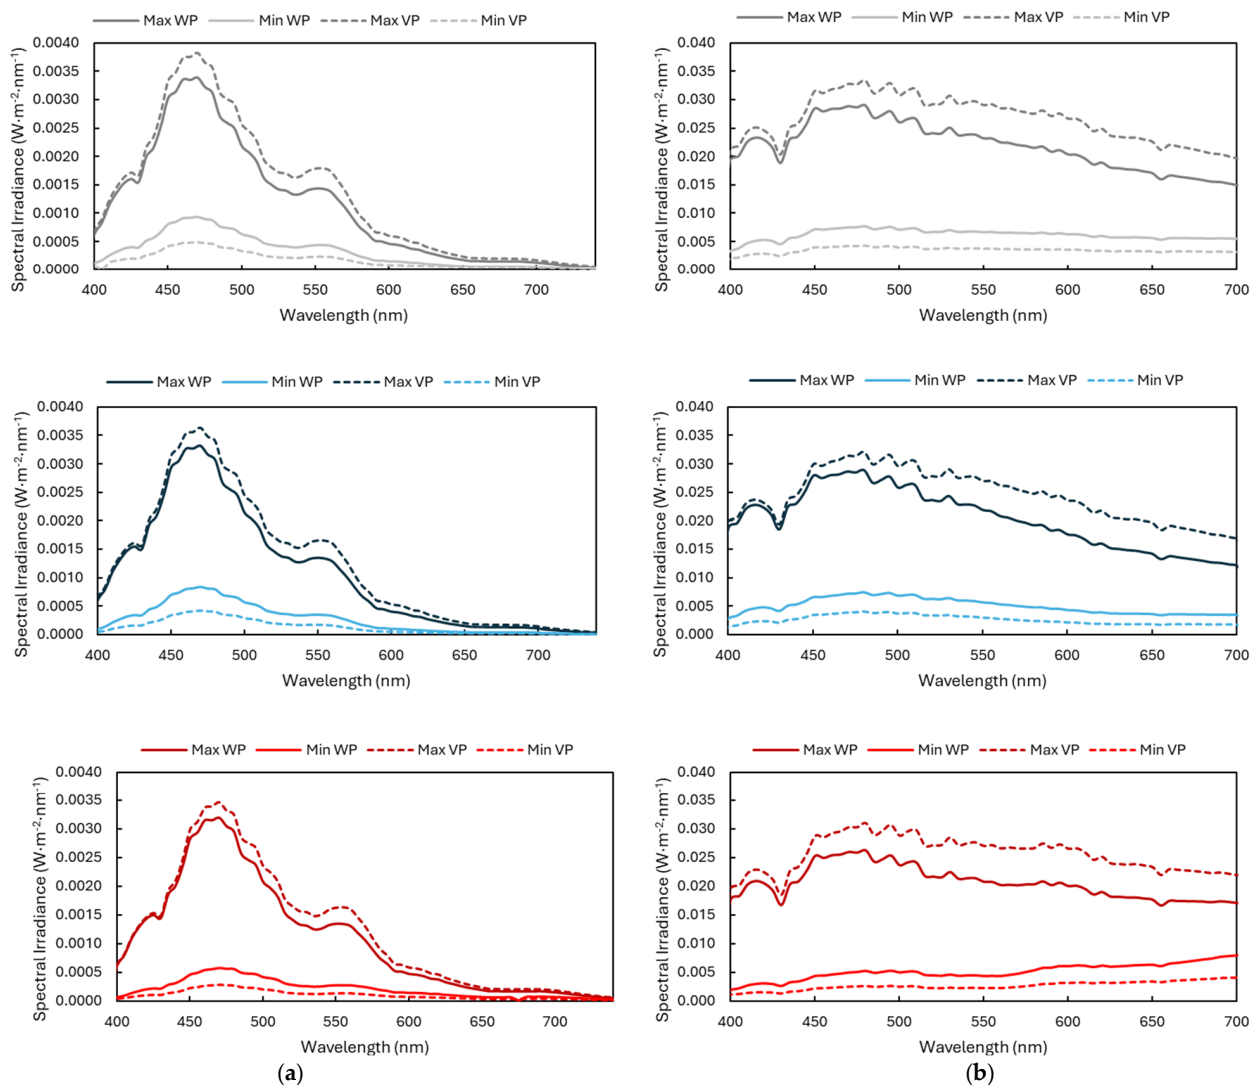 Max WP Min WP Max VP Min VP
Spectral Irradiance (W·m⁻²·nm⁻¹)
0.0040
0.0035
0.0030
0.0025
0.0020
0.0015
0.0010
0.0005
0.0000
400 450 500 550 600 650 700
Wavelength (nm)
Max WP Min WP Max VP Min VP
Spectral Irradiance (W·m⁻²·nm⁻¹)
0.040
0.035
0.030
0.025
0.020
0.015
0.010
0.005
0.000
400 450 500 550 600 650 700
Wavelength (nm)
Max WP Min WP Max VP Min VP
Spectral Irradiance (W·m⁻²·nm⁻¹)
0.0040
0.0035
0.0030
0.0025
0.0020
0.0015
0.0010
0.0005
0.0000
400 450 500 550 600 650 700
Wavelength (nm)
Max WP Min WP Max VP Min VP
Spectral Irradiance (W·m⁻²·nm⁻¹)
0.040
0.035
0.030
0.025
0.020
0.015
0.010
0.005
0.000
400 450 500 550 600 650 700
Wavelength (nm)
Max WP Min WP Max VP Min VP
Spectral Irradiance (W·m⁻²·nm⁻¹)
0.0040
0.0035
0.0030
0.0025
0.0020
0.0015
0.0010
0.0005
0.0000
400 450 500 550 600 650 700
Wavelength (nm)
Max WP Min WP Max VP Min VP
Spectral Irradiance (W·m⁻²·nm⁻¹)
0.040
0.035
0.030
0.025
0.020
0.015
0.010
0.005
0.000
400 450 500 550 600 650 700
Wavelength (nm)
(a) (b)